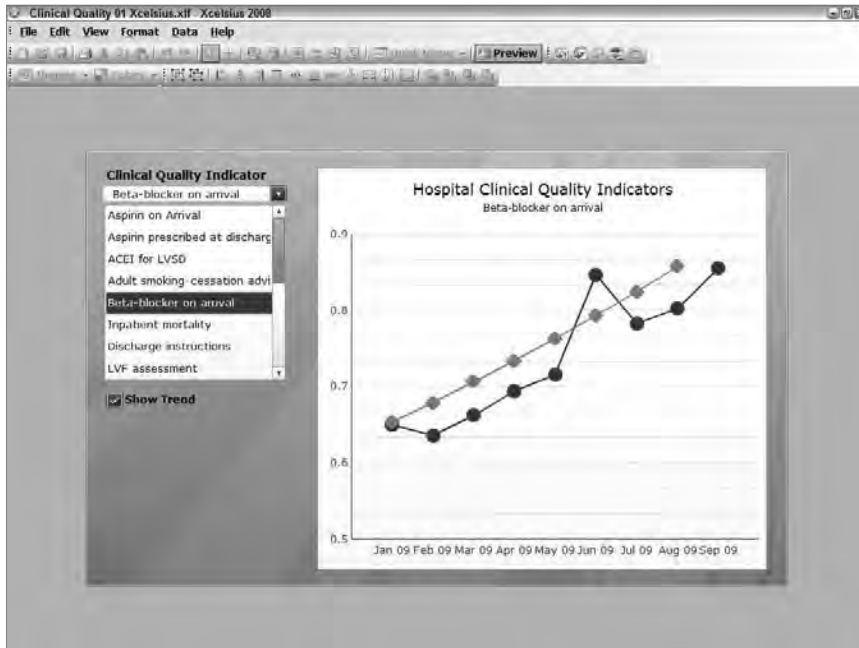 Clinical Quality 01 Xcelsius.xlf - Xcelsius 2008
File Edit View Format Data Help
Preview
Clinical Quality Indicator
Beta-blocker on arrival
Aspirin on Arrival
Aspirin prescribed at discharg
ACEI for LVSD
Adult smoking-cessation advi
Beta-blocker on arrival
Inpatient mortality
Discharge instructions
LVF assessment
Show Trend
Hospital Clinical Quality Indicators
Beta-blocker on arrival
0.9
0.8
0.7
0.6
0.5
Jan 09 Feb 09 Mar 09 Apr 09 May 09 Jun 09 Jul 09 Aug 09 Sep 09